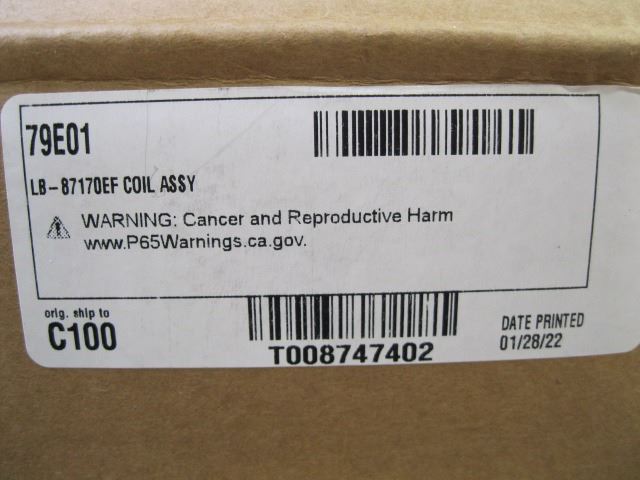 79E01
LB-87170EF COIL ASSY
WARNING: Cancer and Reproductive Harm
www.P65Warnings.ca.gov.
orig. ship to
C100
T008747402
DATE PRINTED
01/28/22